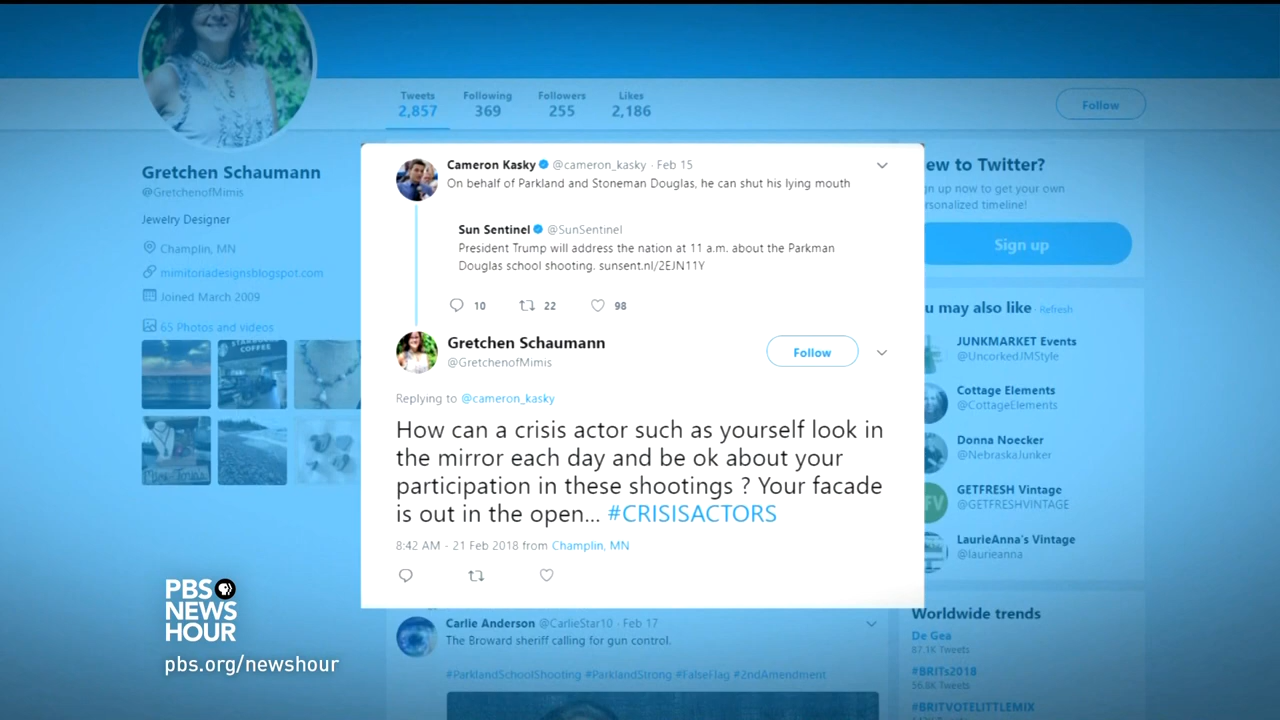 Tweets
Following
Followers
Likes
2,857
369
255
2,186
Follow
Gretchen Schaumann
@GretchenofMimis
Jewelry Designer
Champlin, MN
mimitoriadesignsblogspot.com
Joined March 2009
65 Photos and videos
STARBUCKS
COFFEE
Cameron Kasky @cameron_kasky · Feb 15
On behalf of Parkland and Stoneman Douglas, he can shut his lying mouth
Sun Sentinel @SunSentinel
President Trump will address the nation at 11 a.m. about the Parkman
Douglas school shooting. sunsent.nl/2EJN11Y
10
22
98
Gretchen Schaumann
@GretchenofMimis
Follow
Replying to @cameron_kasky
How can a crisis actor such as yourself look in
the mirror each day and be ok about your
participation in these shootings ? Your facade
is out in the open... #CRISISACTORS
8:42 AM - 21 Feb 2018 from Champlin, MN
ew to Twitter?
gn up now to get your own
rsonalized timeline!
Sign up
u may also like · Refresh
JUNKMARKET Events
@UncorkedJMStyle
Cottage Elements
@CottageElements
Donna Noecker
@NebraskaJunker
FV
GETFRESH Vintage
@GETFRESHVINTAGE
LaurieAnna's Vintage
@laurieanna
Worldwide trends
De Gea
87.1K Tweets
#BRITs2018
56.8K Tweets
#BRITVOTELITTLEMIX
Carlie Anderson @CarlieStar10 · Feb 17
The Broward sheriff calling for gun control.
#ParklandSchoolShooting #ParklandStrong #FalseFlag #2ndAmendment
PBS
NEWS
HOUR
pbs.org/newshour